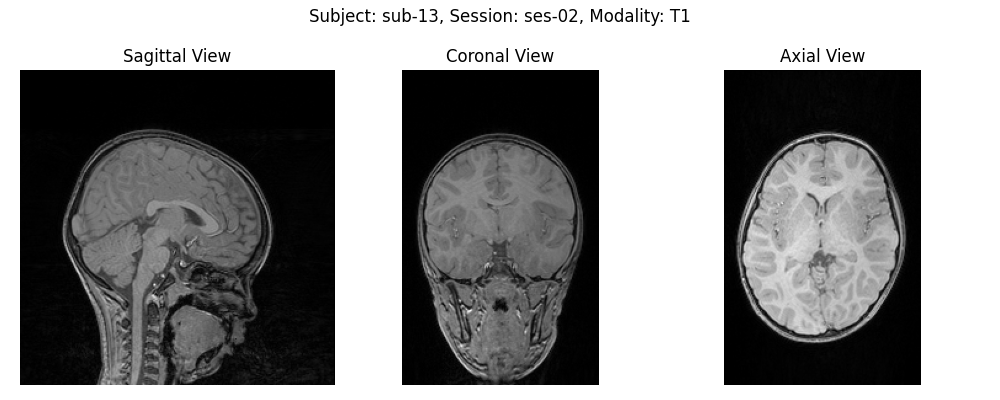 Subject: sub-13, Session: ses-02, Modality: T1
Sagittal View
Coronal View
Axial View